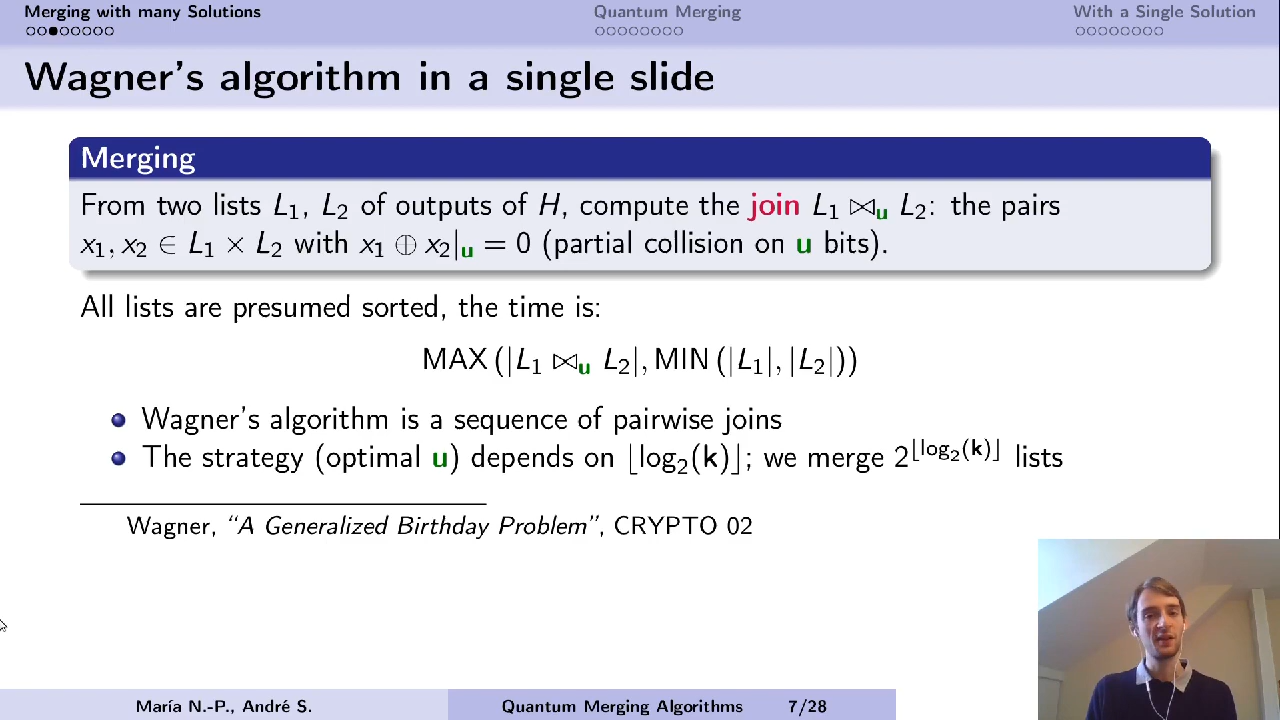 Merging with many Solutions
Quantum Merging
With a Single Solution
Wagner's algorithm in a single slide
Merging
From two lists L₁, L₂ of outputs of H, compute the join L₁ ⋈ᵤ L₂: the pairs
x₁, x₂ ∈ L₁ × L₂ with x₁ ⊕ x₂|ᵤ = 0 (partial collision on u bits).
All lists are presumed sorted, the time is:
MAX (|L₁ ⋈ᵤ L₂|, MIN (|L₁|, |L₂|))
Wagner's algorithm is a sequence of pairwise joins
The strategy (optimal u) depends on ⌊log₂(k)⌋; we merge 2^⌊log₂(k)⌋ lists
Wagner, “A Generalized Birthday Problem”, CRYPTO 02
María N.-P., André S.
Quantum Merging Algorithms
7/28